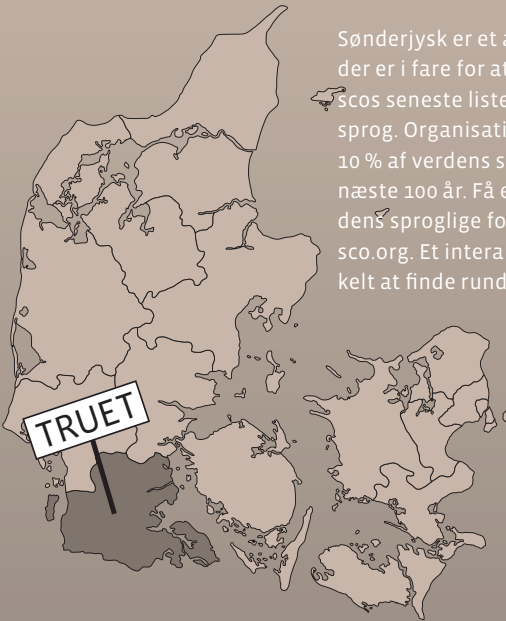 Sønderjysk er et
der er i fare for at
scos seneste liste
sprog. Organisati
10 % af verdens s
næste 100 år. Få e
dens sproglige fo
sco.org. Et intera
kelt at finde rund
TRUET